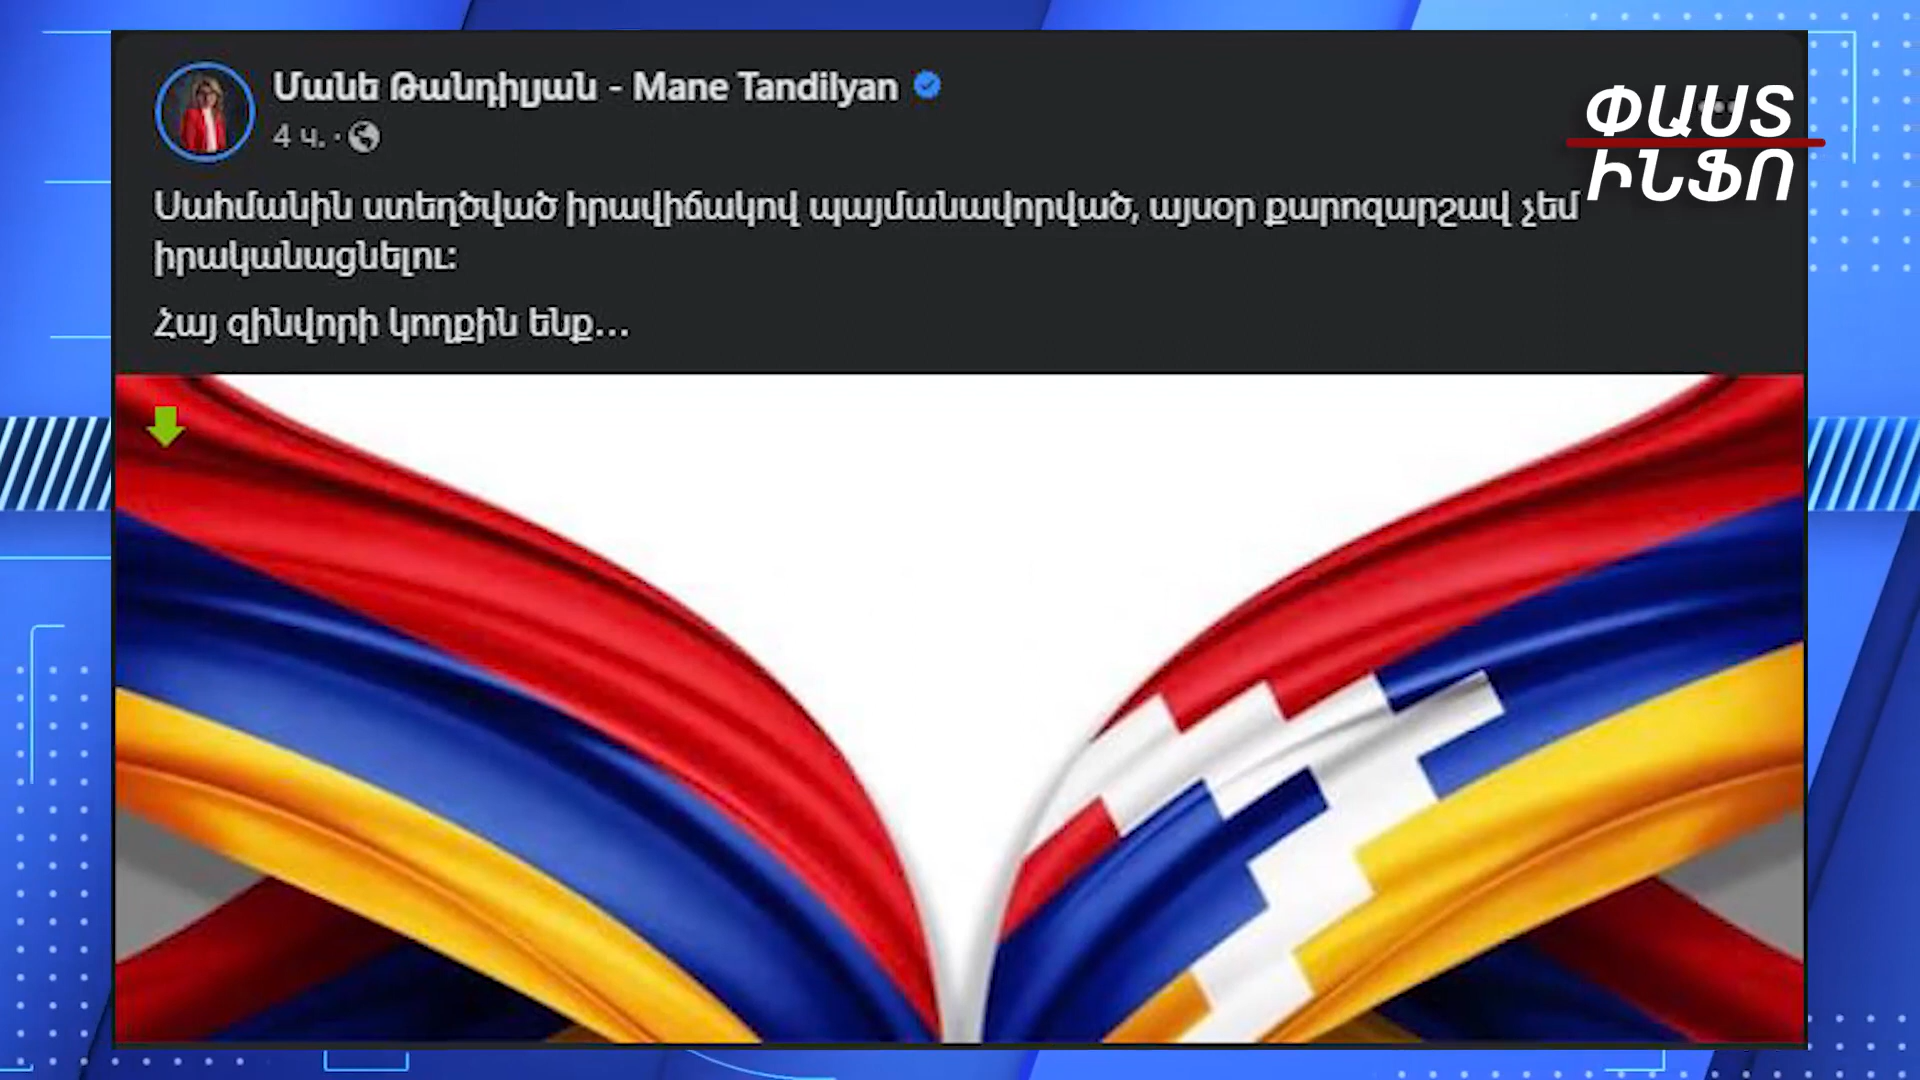 Մանե Թանդիլյան - Mane Tandilyan
4 ч. ·
ՓԱՍՏ
ԻՆՖՈ
Սահմանին ստեղծված իրավիճակով պայմանավորված, այսօր քարոզարշավ չեմ
իրականացնելու:
Հայ զինվորի կողքին ենք...